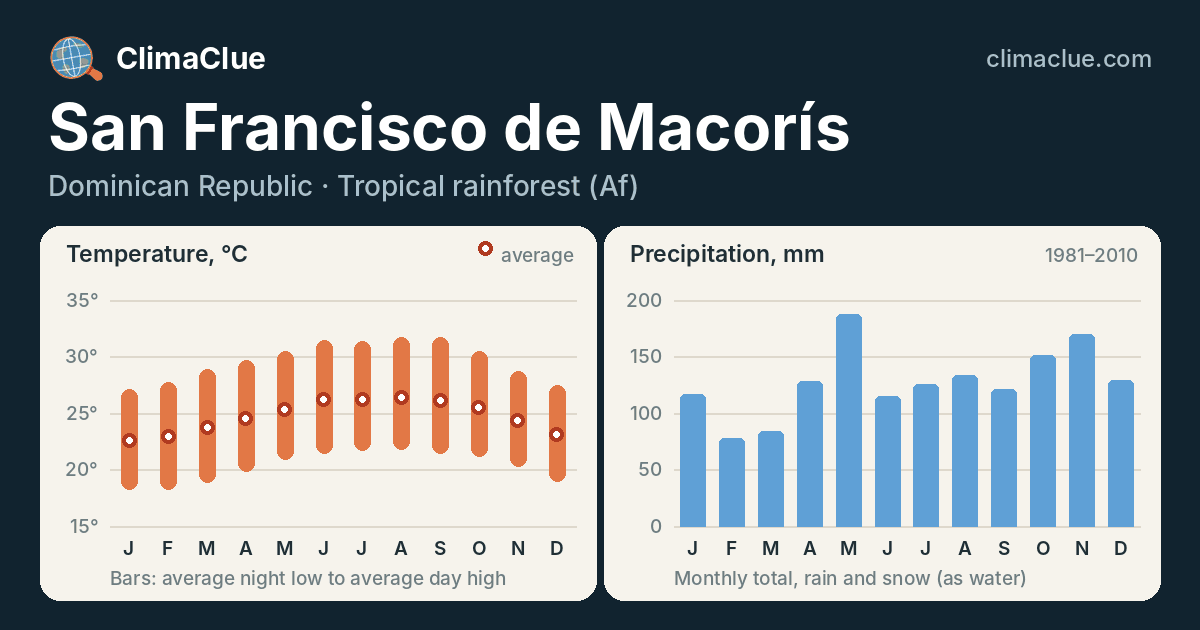 ClimaClue
climaclue.com
San Francisco de Macorís
Dominican Republic · Tropical rainforest (Af)
Temperature, °C
average
35°
30°
25°
20°
15°
J F M A M J J A S O N D
Bars: average night low to average day high
Precipitation, mm
1981–2010
200
150
100
50
0
J F M A M J J A S O N D
Monthly total, rain and snow (as water)